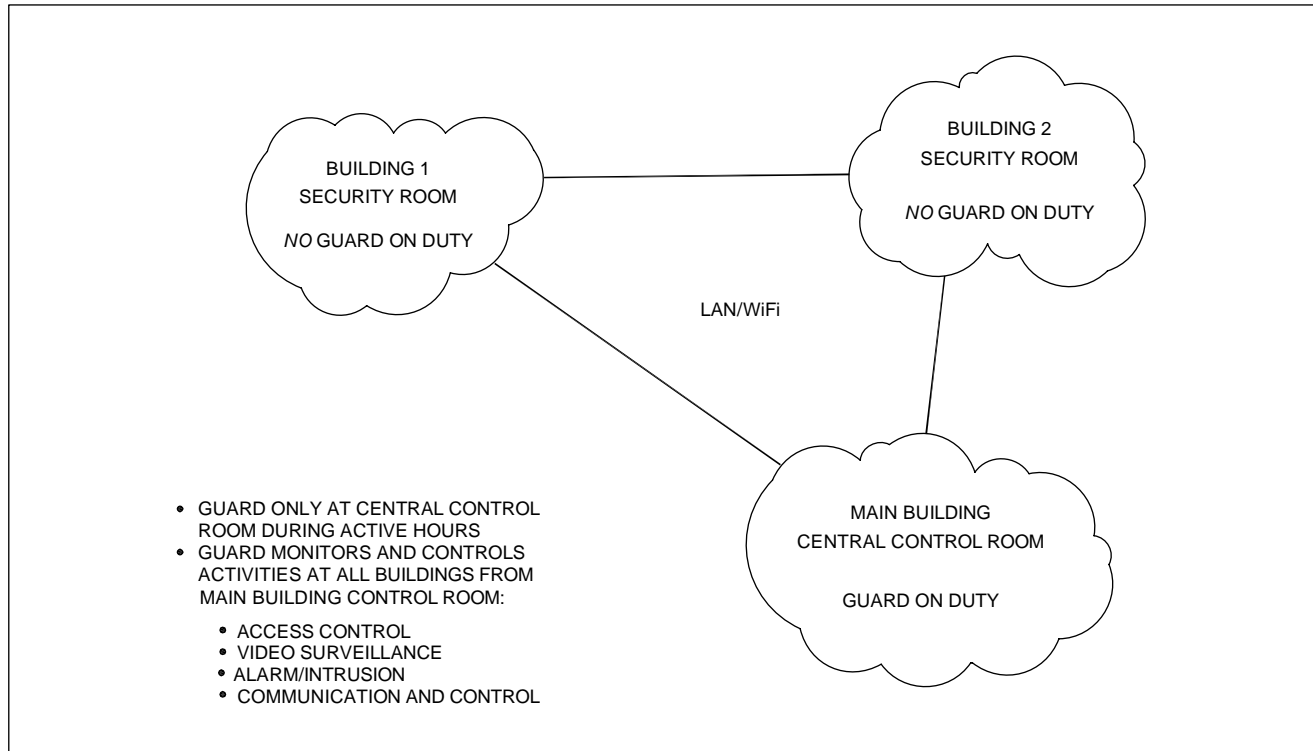 BUILDING 1
SECURITY ROOM
NO GUARD ON DUTY
BUILDING 2
SECURITY ROOM
NO GUARD ON DUTY
LAN/WiFi
MAIN BUILDING
CENTRAL CONTROL ROOM
GUARD ON DUTY
• GUARD ONLY AT CENTRAL CONTROL
ROOM DURING ACTIVE HOURS
• GUARD MONITORS AND CONTROLS
ACTIVITIES AT ALL BUILDINGS FROM
MAIN BUILDING CONTROL ROOM:
• ACCESS CONTROL
• VIDEO SURVEILLANCE
• ALARM/INTRUSION
• COMMUNICATION AND CONTROL